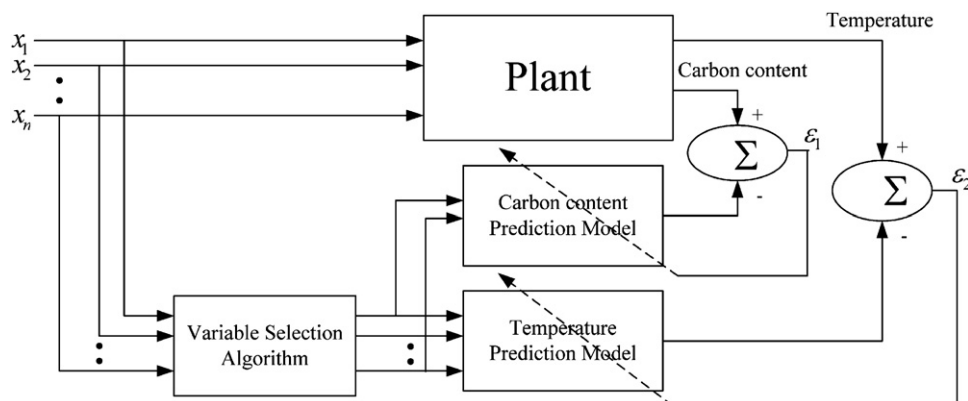 Temperature
x1
x2
xn
Plant
Carbon content
+
Σ
ε1
-
+
Σ
ε2
-
Carbon content
Prediction Model
Variable Selection
Algorithm
Temperature
Prediction Model